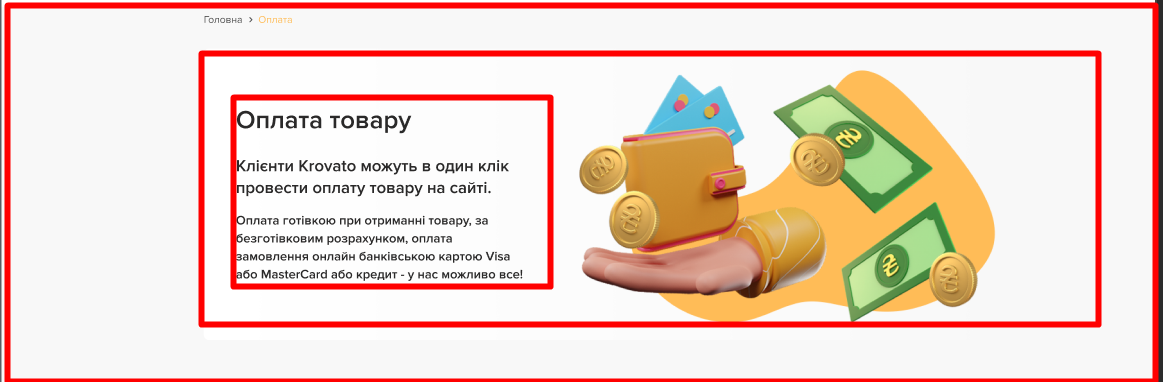 Головна > Оплата
Оплата товару
Клієнти Krovato можуть в один клік
провести оплату товару на сайті.
Оплата готівкою при отриманні товару, за
безготівковим розрахунком, оплата
замовлення онлайн банківською картою Visa
або MasterCard або кредит - у нас можливо все!